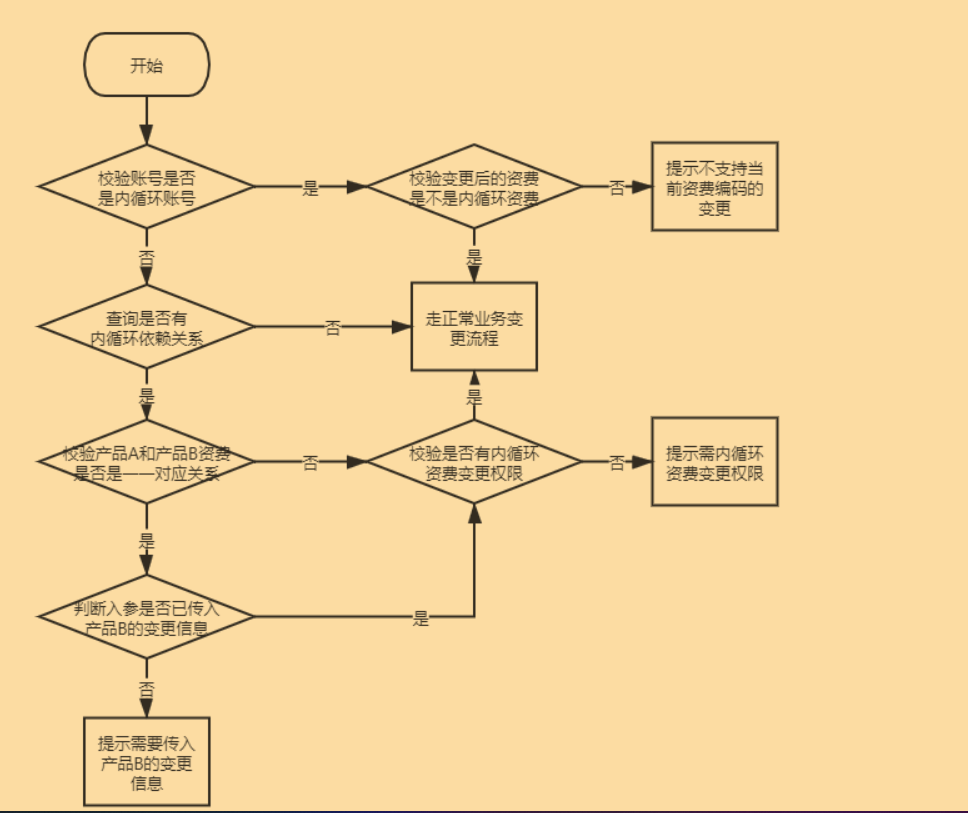 开始
校验账号是否
是内循环账号
是
校验变更后的资费
是不是内循环资费
否
提示不支持当
前资费编码的
变更
否
是
查询是否有
内循环依赖关系
否
走正常业务变
更流程
是
是
校验产品A和产品B资费
是否是一一对应关系
否
校验是否有内循环
资费变更权限
否
提示需内循环
资费变更权限
是
判断入参是否已传入
产品B的变更信息
是
否
提示需要传入
产品B的变更
信息